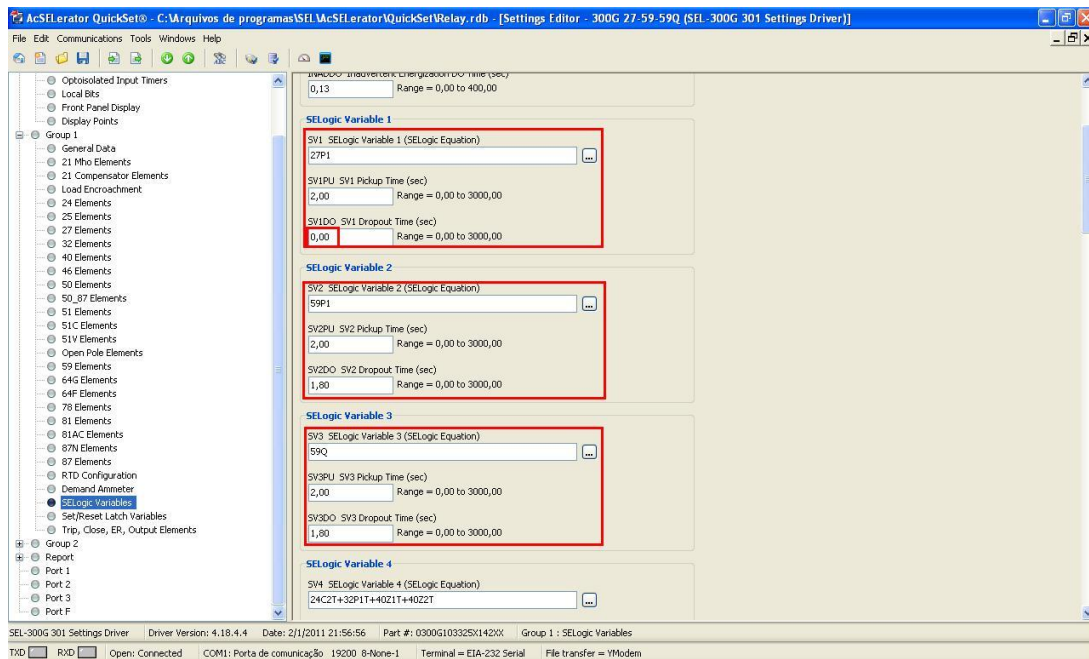 AcSELerator QuickSet® - C:\Arquivos de programas\SEL\AcSELerator\QuickSet\Relay.rdb - [Settings Editor - 300G 27-59-59Q (SEL-300G 301 Settings Driver)]
File Edit Communications Tools Windows Help
Optoisolated Input Timers
Local Bits
Front Panel Display
Display Points
Group 1
General Data
21 Mho Elements
21 Compensator Elements
Load Encroachment
24 Elements
25 Elements
27 Elements
32 Elements
40 Elements
46 Elements
50 Elements
50_87 Elements
51 Elements
51C Elements
51V Elements
Open Pole Elements
59 Elements
64G Elements
64F Elements
78 Elements
81 Elements
81AC Elements
87N Elements
87 Elements
RTD Configuration
Demand Ammeter
SELogic Variables
Set/Reset Latch Variables
Trip, Close, ER, Output Elements
Group 2
Report
Port 1
Port 2
Port 3
Port F
INADDO Inadvertent Energization DO Time (sec)
0,13 Range = 0,00 to 400,00
SELogic Variable 1
SV1 SELogic Variable 1 (SELogic Equation)
27P1
...
SV1PU SV1 Pickup Time (sec)
2,00 Range = 0,00 to 3000,00
SV1DO SV1 Dropout Time (sec)
0,00 Range = 0,00 to 3000,00
SELogic Variable 2
SV2 SELogic Variable 2 (SELogic Equation)
59P1
...
SV2PU SV2 Pickup Time (sec)
2,00 Range = 0,00 to 3000,00
SV2DO SV2 Dropout Time (sec)
1,80 Range = 0,00 to 3000,00
SELogic Variable 3
SV3 SELogic Variable 3 (SELogic Equation)
59Q
...
SV3PU SV3 Pickup Time (sec)
2,00 Range = 0,00 to 3000,00
SV3DO SV3 Dropout Time (sec)
1,80 Range = 0,00 to 3000,00
SELogic Variable 4
SV4 SELogic Variable 4 (SELogic Equation)
24C2T+32P1T+40Z1T+40Z2T
...
SEL-300G 301 Settings Driver Driver Version: 4.18.4.4 Date: 2/1/2011 21:56:56 Part #: 0300G103325X142XX Group 1 : SELogic Variables
TXD RXD Open: Connected COM1: Porta de comunicação 19200 8-None-1 Terminal = EIA-232 Serial File transfer = YModem